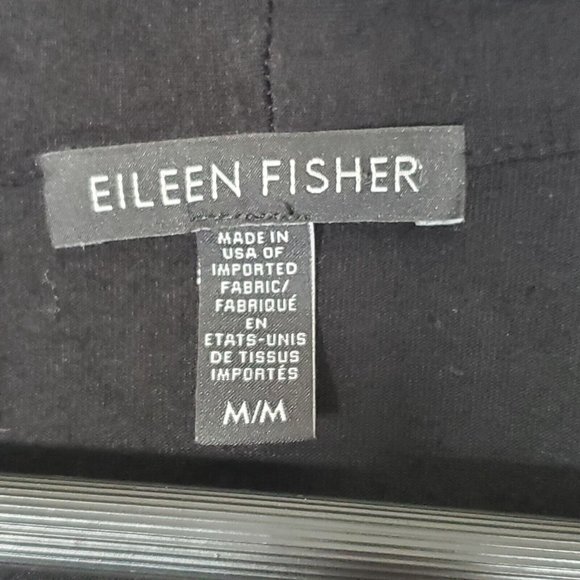 EILEEN FISHER
MADE IN
USA OF
IMPORTED
FABRIC/
FABRIQUÉ
EN
ETATS-UNIS
DE TISSUS
IMPORTÉS
M/M